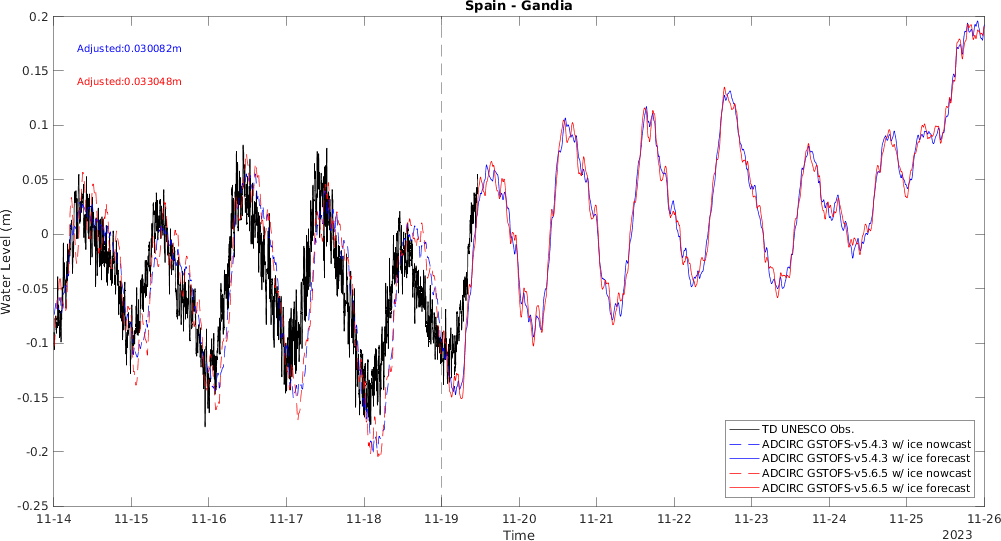 Spain - Gandia
0.2
0.15
0.1
0.05
0
-0.05
-0.1
-0.15
-0.2
-0.25
Water Level (m)
Adjusted:0.030082m
Adjusted:0.033048m
TD UNESCO Obs.
ADCIRC GSTOFS-v5.4.3 w/ ice nowcast
ADCIRC GSTOFS-v5.4.3 w/ ice forecast
ADCIRC GSTOFS-v5.6.5 w/ ice nowcast
ADCIRC GSTOFS-v5.6.5 w/ ice forecast
11-14 11-15 11-16 11-17 11-18 11-19 11-20 11-21 11-22 11-23 11-24 11-25 11-26
Time
2023